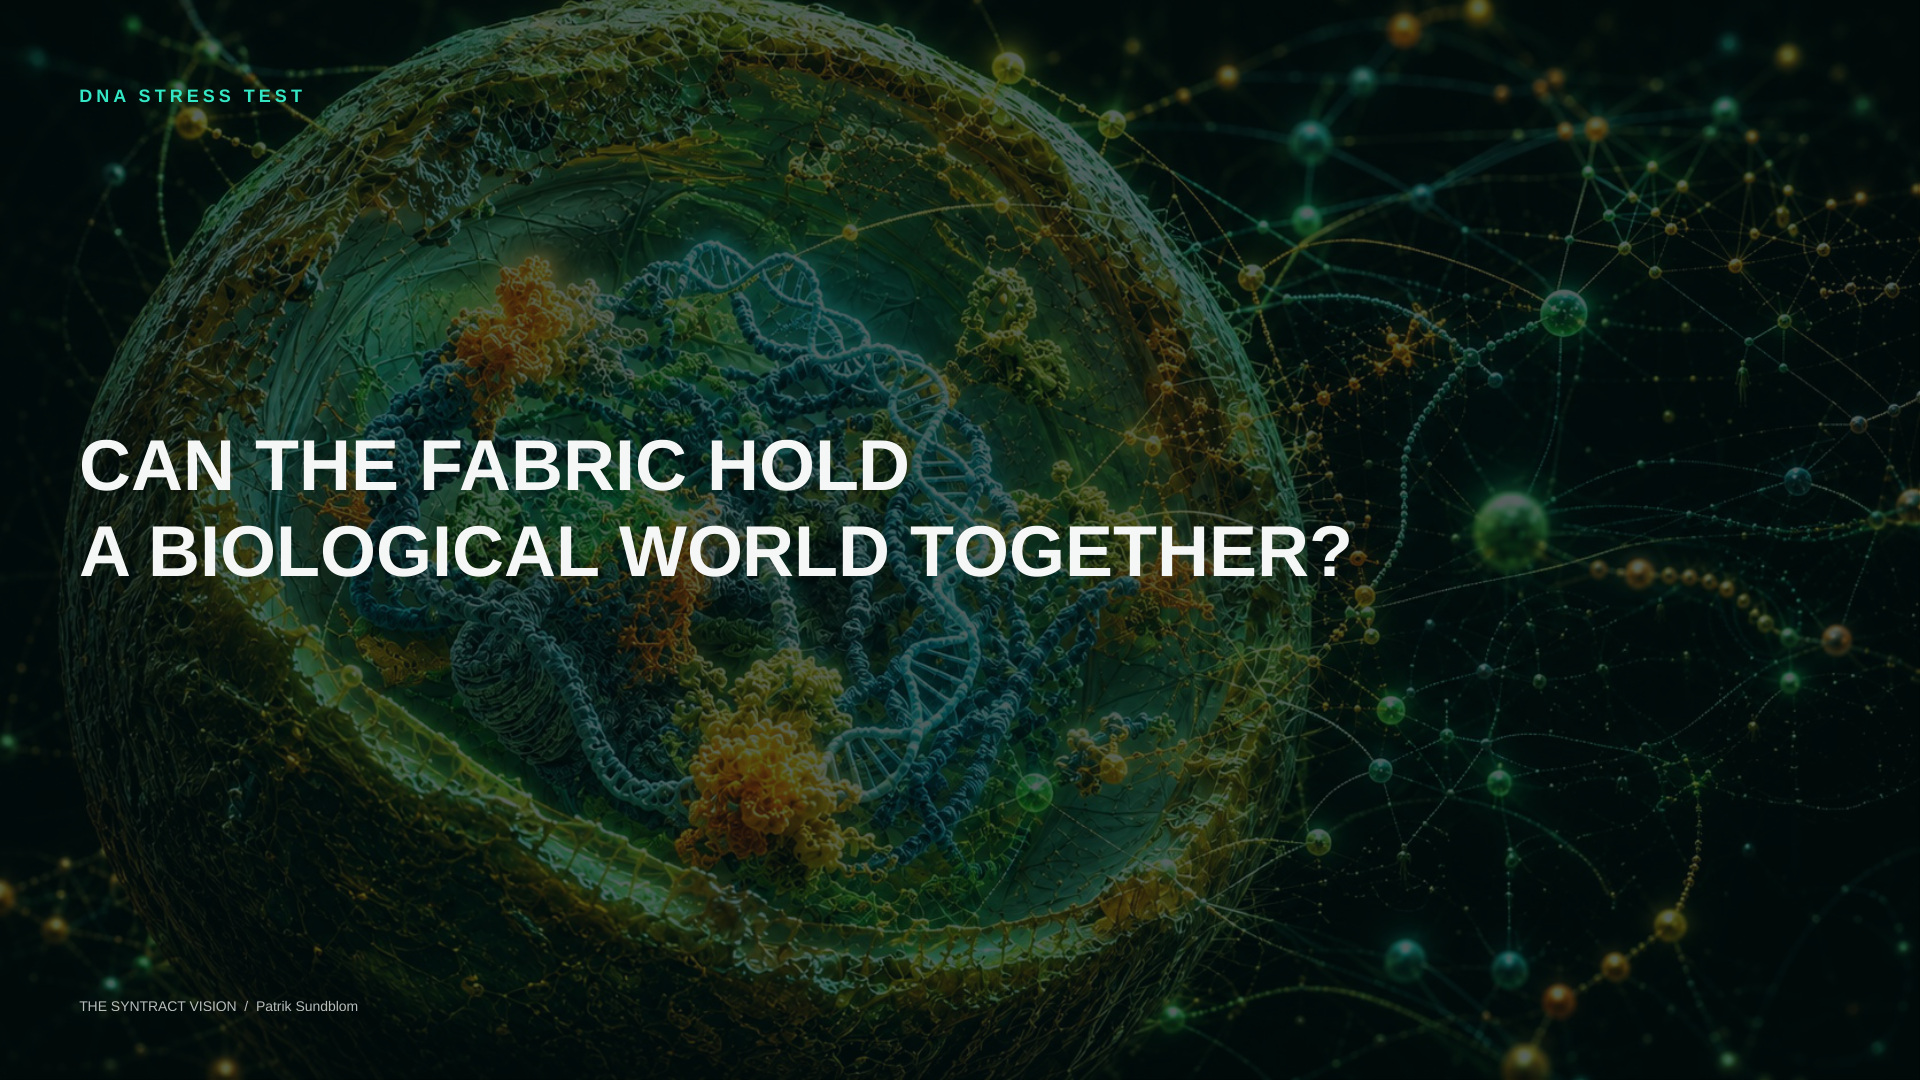 DNA STRESS TEST
CAN THE FABRIC HOLD
A BIOLOGICAL WORLD TOGETHER?
THE SYNTRACT VISION / Patrik Sundblom